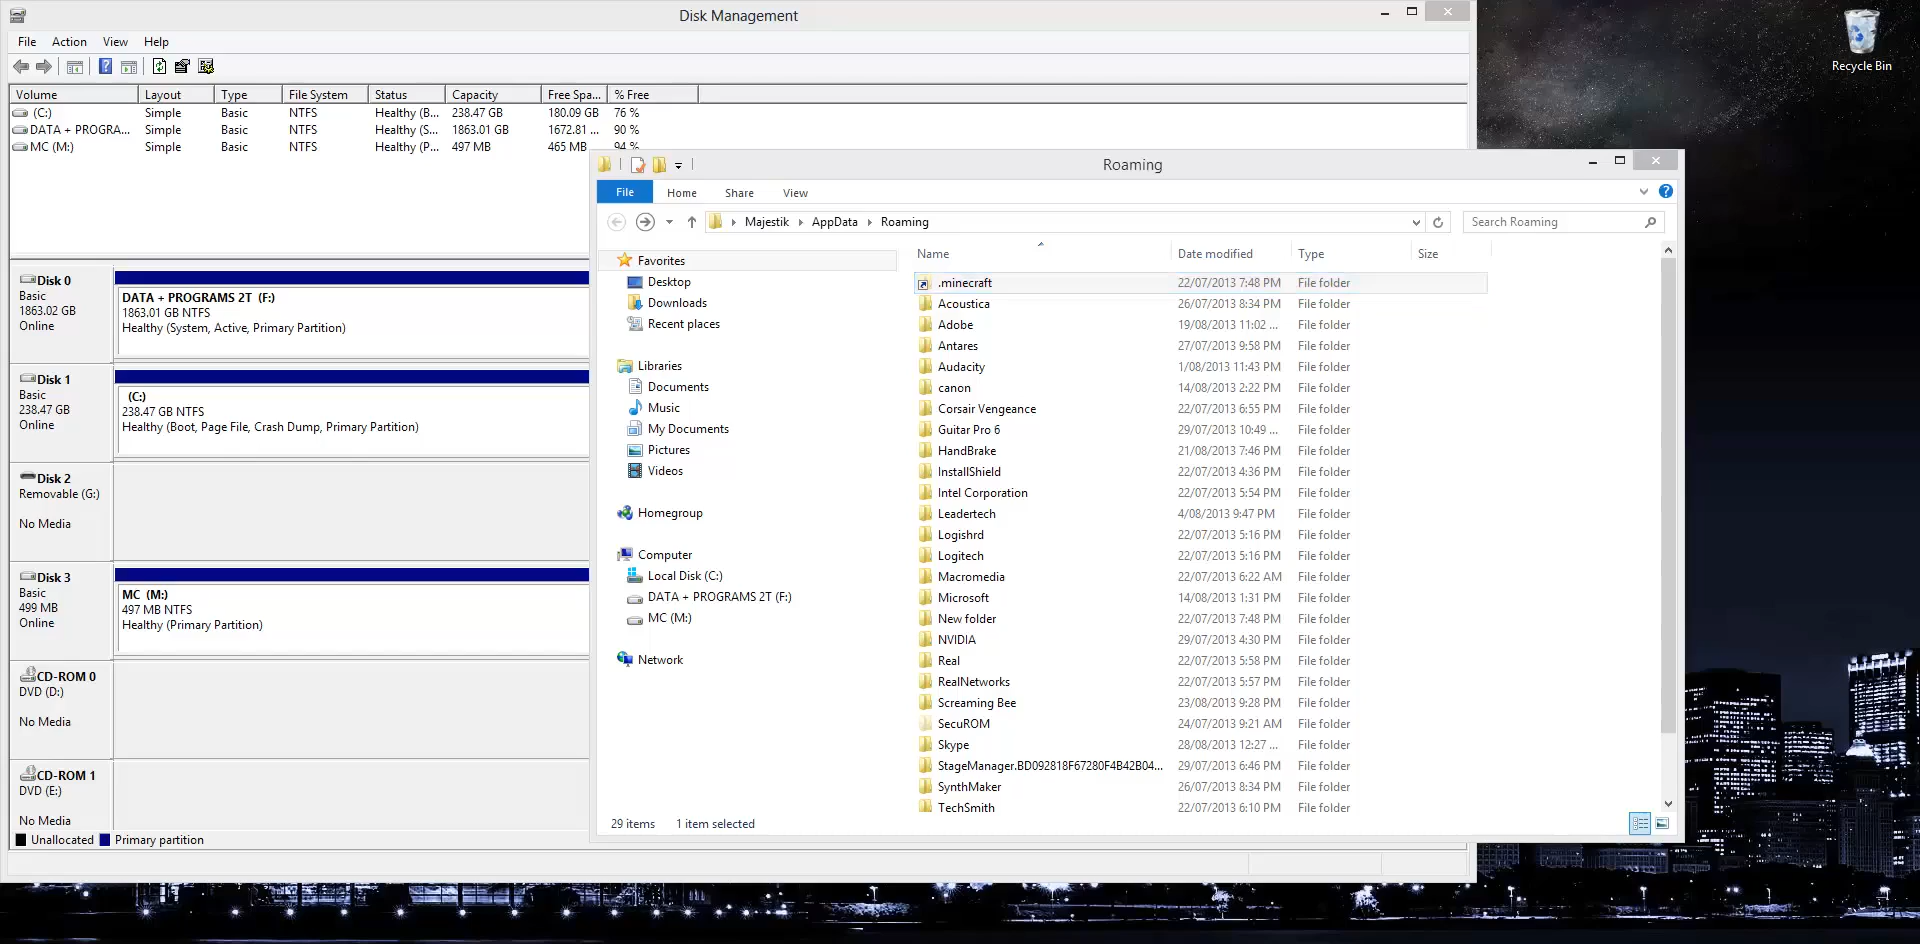 Disk Management
File Action View Help
Volume Layout Type File System Status Capacity Free Spa... % Free
(C:) Simple Basic NTFS Healthy (B... 238.47 GB 180.09 GB 76 %
DATA + PROGRA... Simple Basic NTFS Healthy (S... 1863.01 GB 1672.81 ... 90 %
MC (M:) Simple Basic NTFS Healthy (P... 497 MB 465 MB 94 %
Disk 0
Basic
1863.02 GB
Online
DATA + PROGRAMS 2T (F:)
1863.01 GB NTFS
Healthy (System, Active, Primary Partition)
Disk 1
Basic
238.47 GB
Online
(C:)
238.47 GB NTFS
Healthy (Boot, Page File, Crash Dump, Primary Partition)
Disk 2
Removable (G:)
No Media
Disk 3
Basic
499 MB
Online
MC (M:)
497 MB NTFS
Healthy (Primary Partition)
CD-ROM 0
DVD (D:)
No Media
CD-ROM 1
DVD (E:)
No Media
Unallocated Primary partition
Roaming
File Home Share View
Majestik AppData Roaming
Search Roaming
Favorites
Desktop
Downloads
Recent places
Libraries
Documents
Music
My Documents
Pictures
Videos
Homegroup
Computer
Local Disk (C:)
DATA + PROGRAMS 2T (F:)
MC (M:)
Network
Name Date modified Type Size
.minecraft 22/07/2013 7:48 PM File folder
Acoustica 26/07/2013 8:34 PM File folder
Adobe 19/08/2013 11:02 ... File folder
Antares 27/07/2013 9:58 PM File folder
Audacity 1/08/2013 11:43 PM File folder
canon 14/08/2013 2:22 PM File folder
Corsair Vengeance 22/07/2013 6:55 PM File folder
Guitar Pro 6 29/07/2013 10:49 ... File folder
HandBrake 21/08/2013 7:46 PM File folder
InstallShield 22/07/2013 4:36 PM File folder
Intel Corporation 22/07/2013 5:54 PM File folder
Leadertech 4/08/2013 9:47 PM File folder
Logishrd 22/07/2013 5:16 PM File folder
Logitech 22/07/2013 5:16 PM File folder
Macromedia 22/07/2013 6:22 AM File folder
Microsoft 14/08/2013 1:31 PM File folder
New folder 22/07/2013 7:48 PM File folder
NVIDIA 29/07/2013 4:30 PM File folder
Real 22/07/2013 5:58 PM File folder
RealNetworks 22/07/2013 5:57 PM File folder
Screaming Bee 23/08/2013 9:28 PM File folder
SecuROM 24/07/2013 9:21 AM File folder
Skype 28/08/2013 12:27 ... File folder
StageManager.BD092818F67280F4B42B04... 29/07/2013 6:46 PM File folder
SynthMaker 26/07/2013 8:34 PM File folder
TechSmith 22/07/2013 6:10 PM File folder
29 items 1 item selected
Recycle Bin